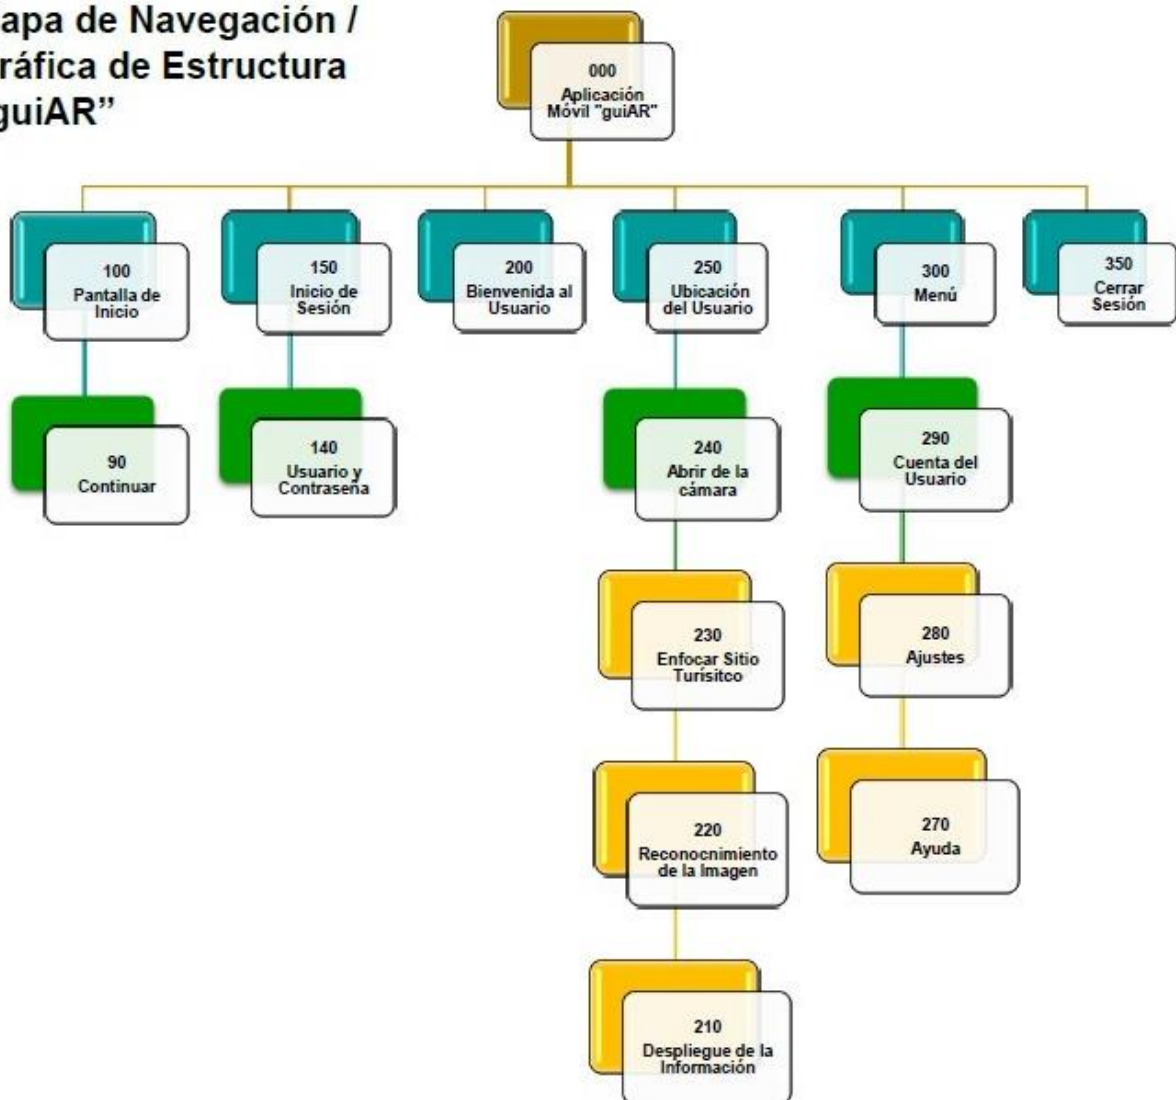 apa de Navegación /
ráfica de Estructura
guiAR”
000
Aplicación
Móvil "guiAR"
100
Pantalla de
Inicio
150
Inicio de
Sesión
200
Bienvenida al
Usuario
250
Ubicación
del Usuario
300
Menú
350
Cerrar
Sesión
90
Continuar
140
Usuario y
Contraseña
240
Abrir de la
cámara
290
Cuenta del
Usuario
230
Enfocar Sitio
Turísitco
280
Ajustes
220
Reconocnimiento
de la Imagen
270
Ayuda
210
Despliegue de la
Información